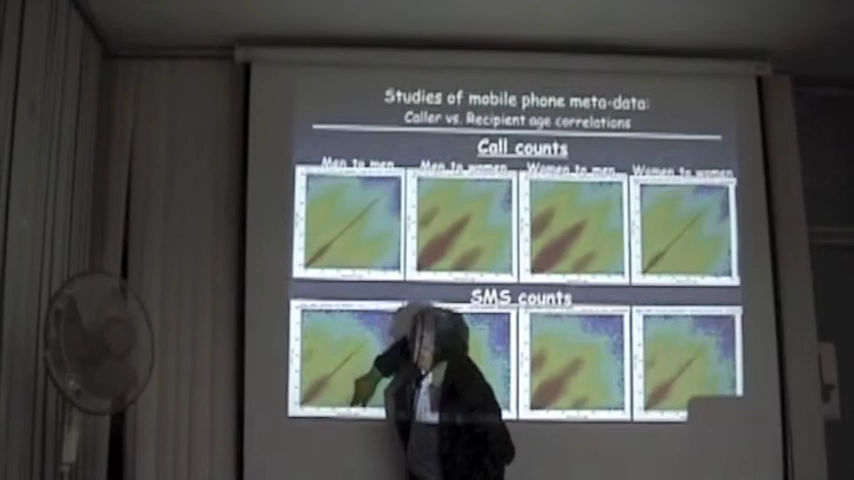 Studies of mobile phone meta-data:
Caller vs. Recipient age correlations
Call counts
Men to men Men to women Women to men Women to women
SMS counts